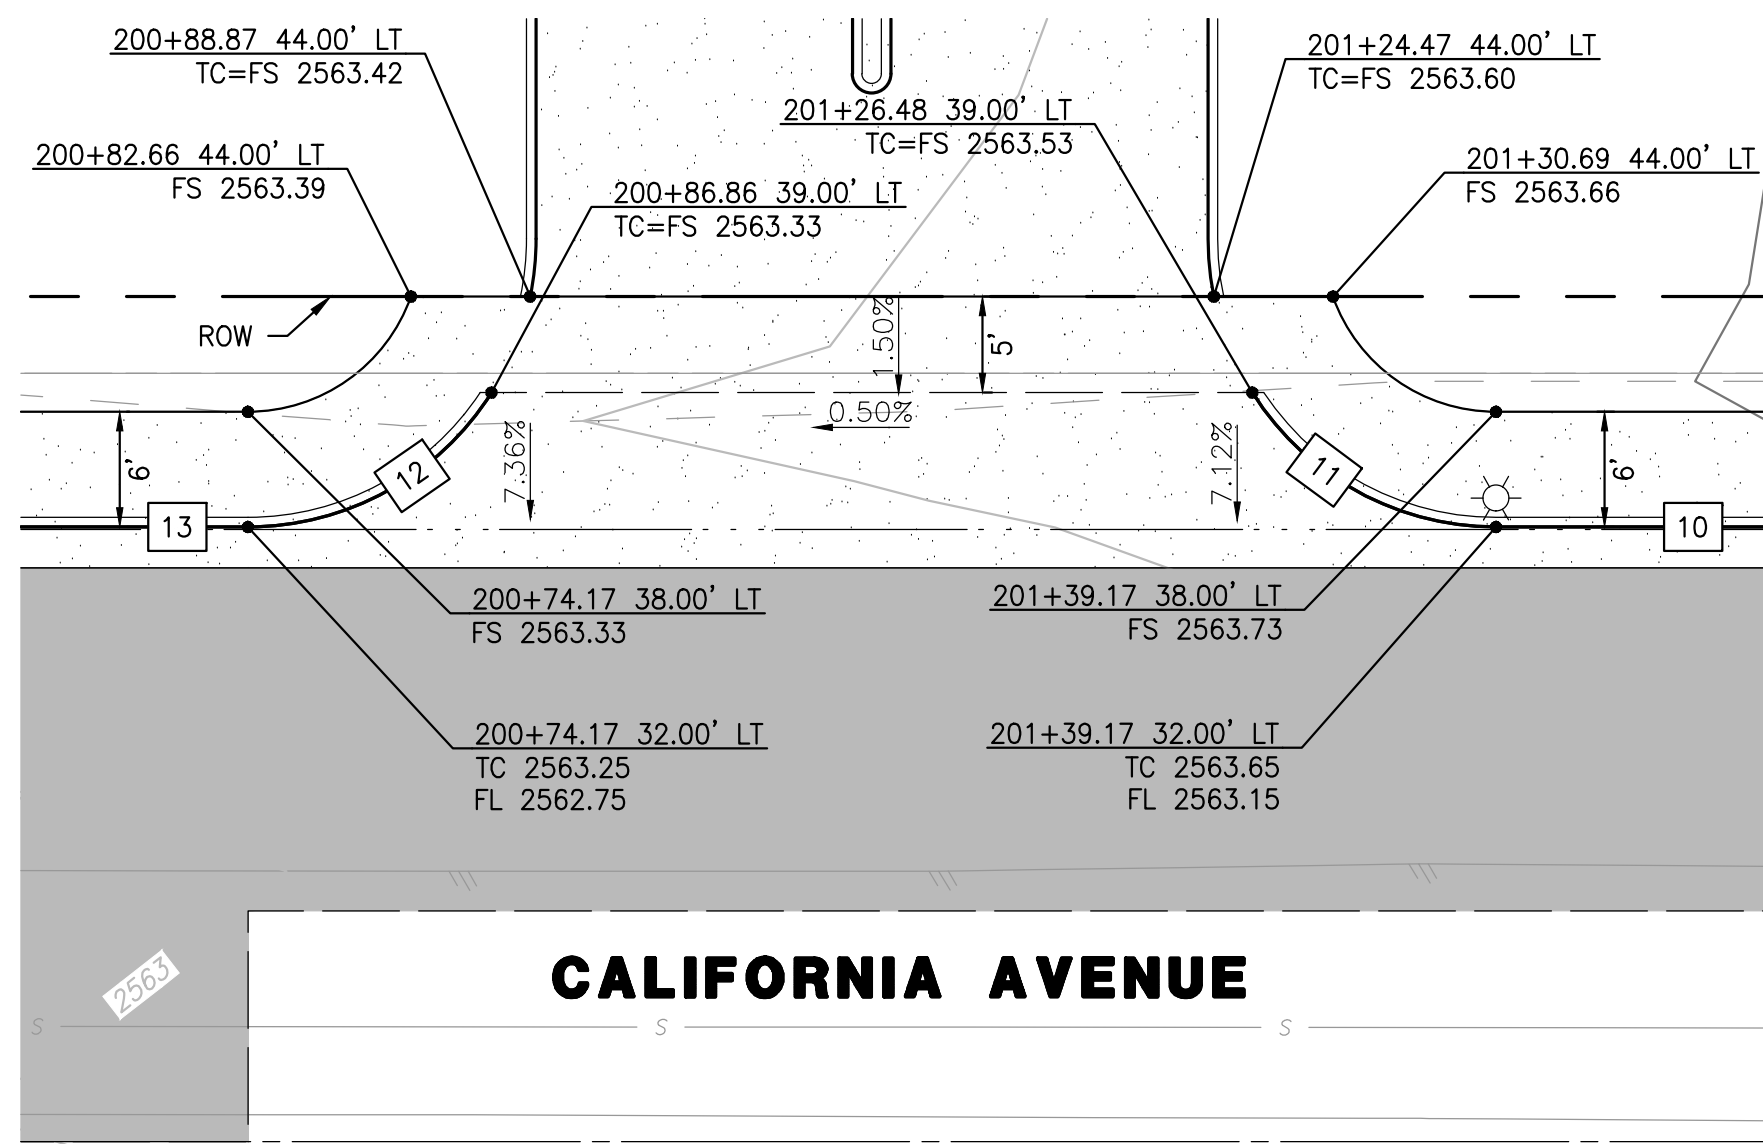 200+88.87 44.00' LT
TC=FS 2563.42
201+24.47 44.00' LT
TC=FS 2563.60
201+26.48 39.00' LT
TC=FS 2563.53
200+82.66 44.00' LT
FS 2563.39
201+30.69 44.00' LT
FS 2563.66
200+86.86 39.00' LT
TC=FS 2563.33
ROW
1.50%
5'
0.50%
6'
12
7.36%
7.12%
11
6'
13
10
200+74.17 38.00' LT
FS 2563.33
201+39.17 38.00' LT
FS 2563.73
200+74.17 32.00' LT
TC 2563.25
FL 2562.75
201+39.17 32.00' LT
TC 2563.65
FL 2563.15
2563
CALIFORNIA AVENUE
S
S
S